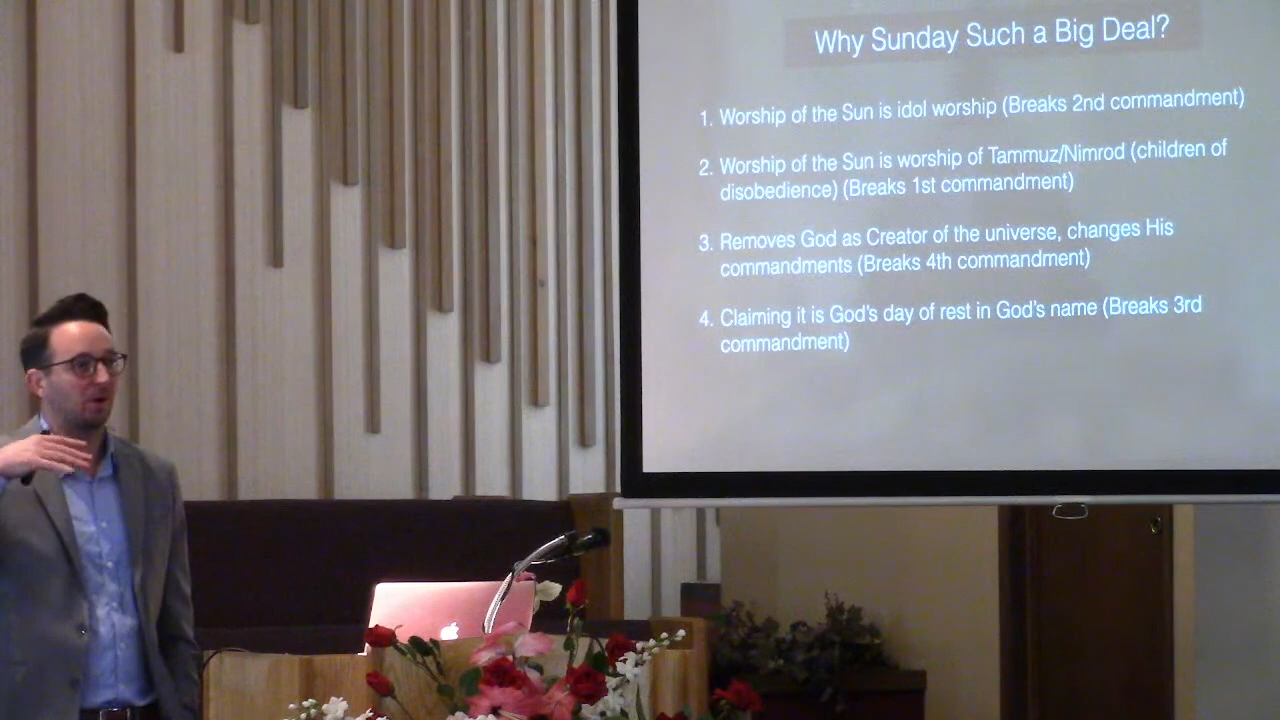 Why Sunday Such a Big Deal?
1. Worship of the Sun is idol worship (Breaks 2nd commandment)
2. Worship of the Sun is worship of Tammuz/Nimrod (children of
disobedience) (Breaks 1st commandment)
3. Removes God as Creator of the universe, changes His
commandments (Breaks 4th commandment)
4. Claiming it is God's day of rest in God's name (Breaks 3rd
commandment)